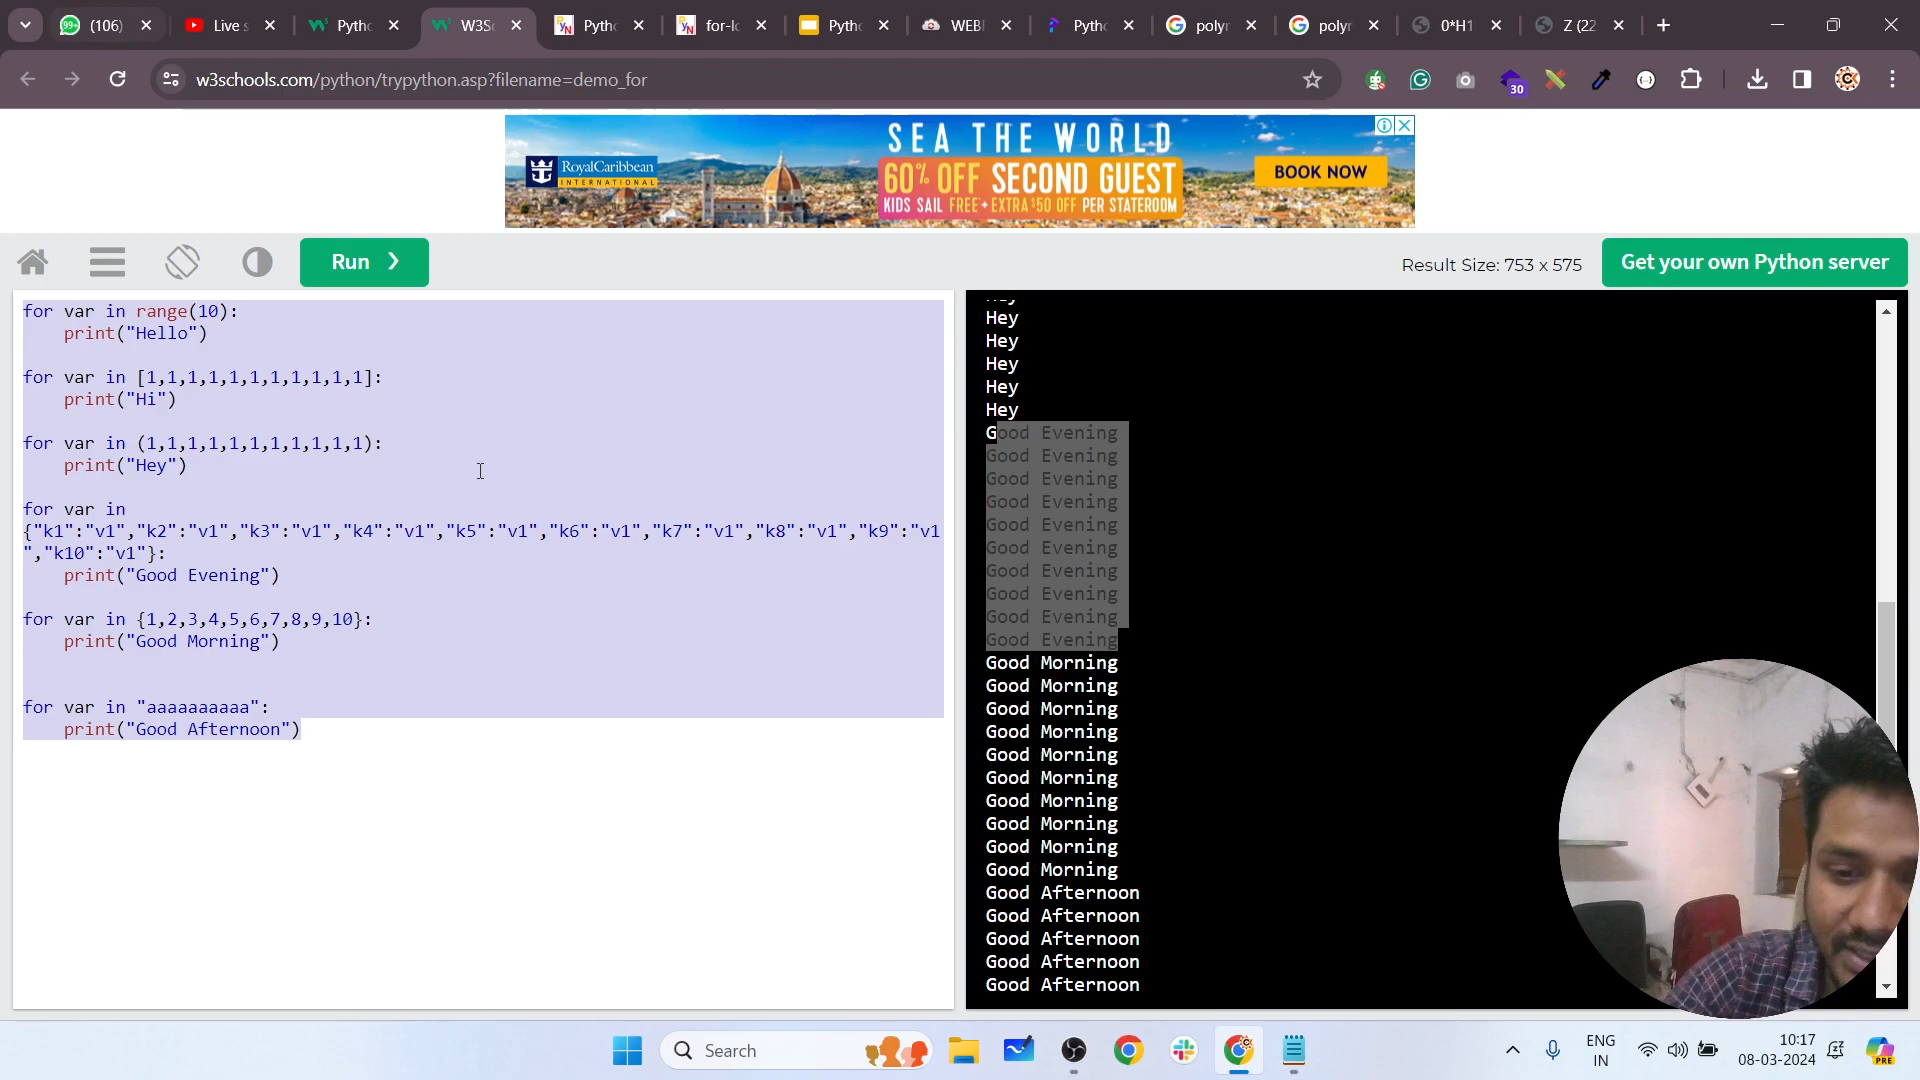 (106)
Live s
Pytho
W3Sc
Pytho
for-lo
Pytho
WEBI
Pytho
polyr
polyr
0*H1
Z (22
w3schools.com/python/trypython.asp?filename=demo_for
30
SEA THE WORLD
RoyalCaribbean
INTERNATIONAL
60% OFF SECOND GUEST
KIDS SAIL FREE + EXTRA $50 OFF PER STATEROOM
BOOK NOW
Run ❯
Result Size: 753 x 575
Get your own Python server
for var in range(10):
    print("Hello")
for var in [1,1,1,1,1,1,1,1,1,1,1]:
    print("Hi")
for var in (1,1,1,1,1,1,1,1,1,1,1):
    print("Hey")
for var in
{"k1":"v1","k2":"v1","k3":"v1","k4":"v1","k5":"v1","k6":"v1","k7":"v1","k8":"v1","k9":"v1
","k10":"v1"}:
    print("Good Evening")
for var in {1,2,3,4,5,6,7,8,9,10}:
    print("Good Morning")
for var in "aaaaaaaaaa":
    print("Good Afternoon")
Hey
Hey
Hey
Hey
Hey
Good Evening
Good Evening
Good Evening
Good Evening
Good Evening
Good Evening
Good Evening
Good Evening
Good Evening
Good Evening
Good Morning
Good Morning
Good Morning
Good Morning
Good Morning
Good Morning
Good Morning
Good Morning
Good Morning
Good Morning
Good Afternoon
Good Afternoon
Good Afternoon
Good Afternoon
Good Afternoon
Search
ENG
IN
10:17
08-03-2024
PRE